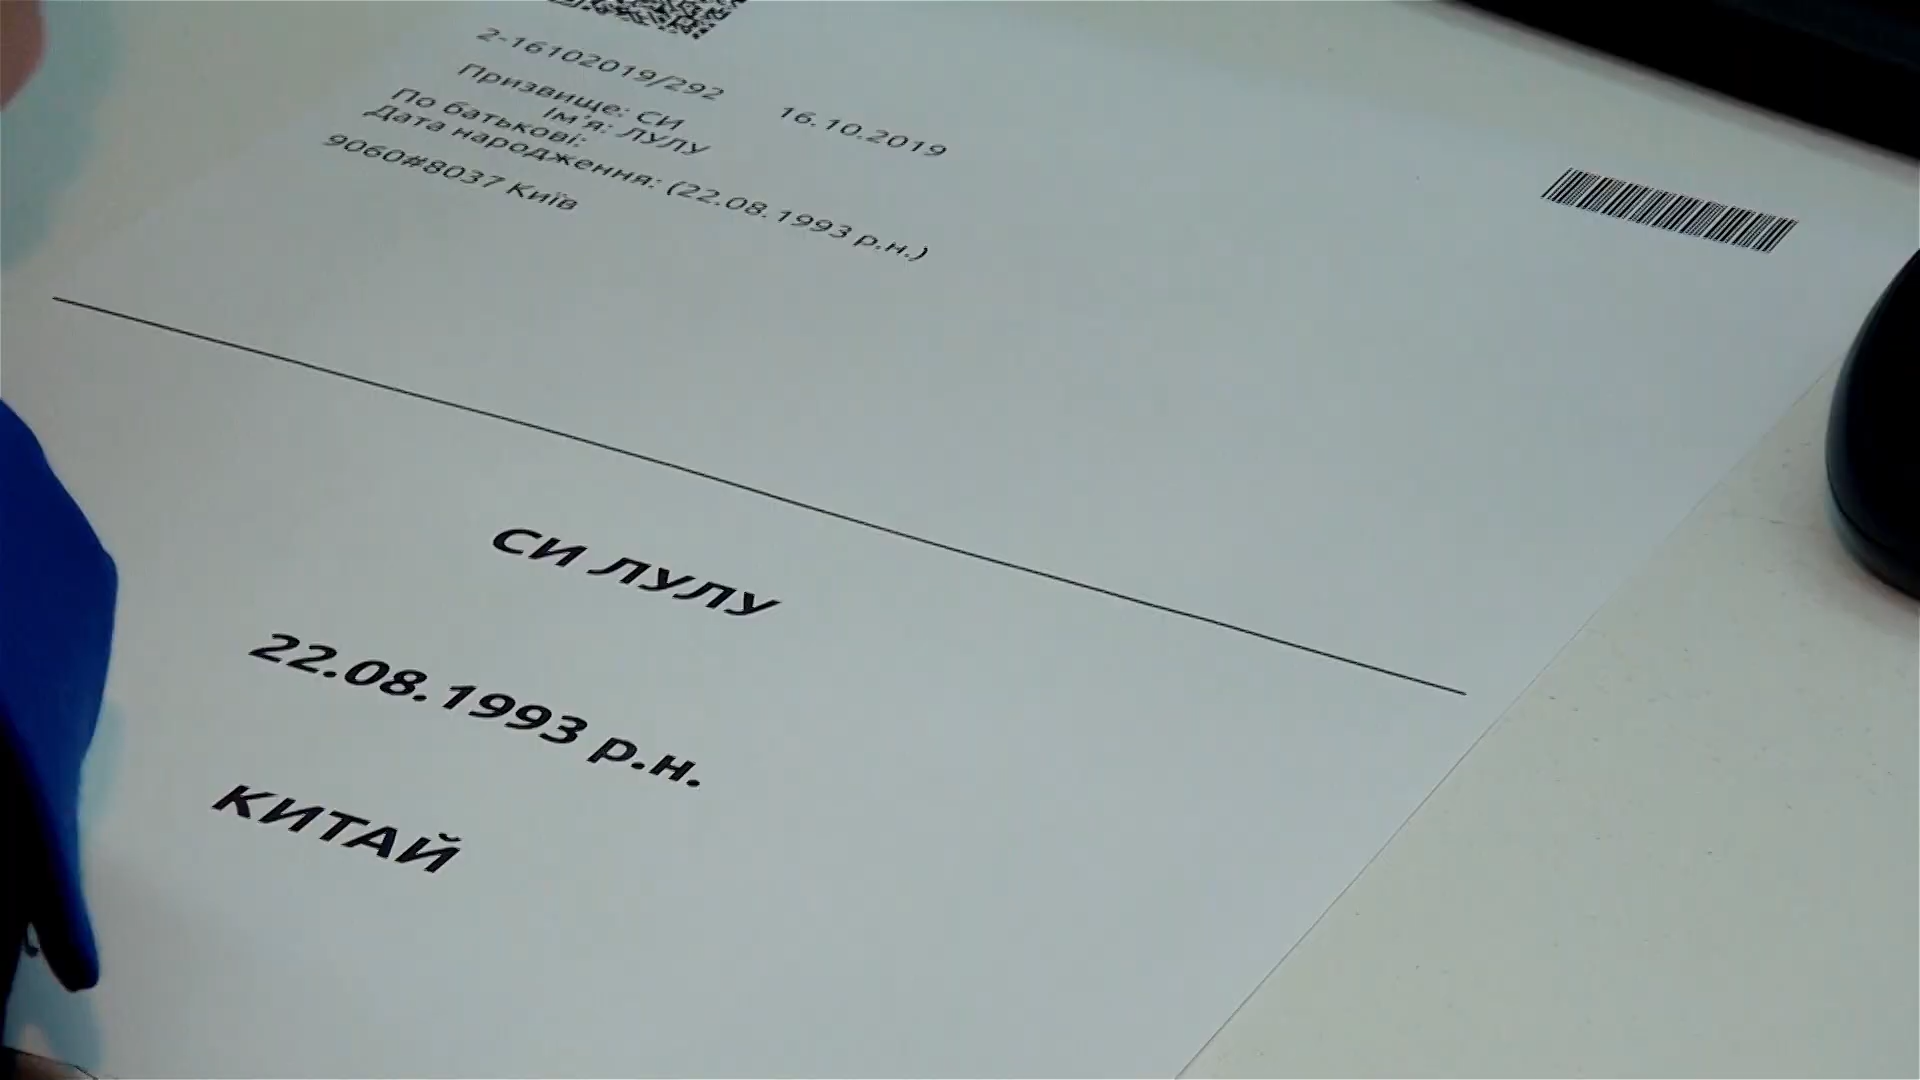 2-16102019/292
16.10.2019
Призвище: СИ
Ім'я: ЛУЛУ
По батькові:
Дата народження: (22.08.1993 р.н.)
9060#8037 Київ
СИ ЛУЛУ
22.08.1993 р.н.
КИТАЙ